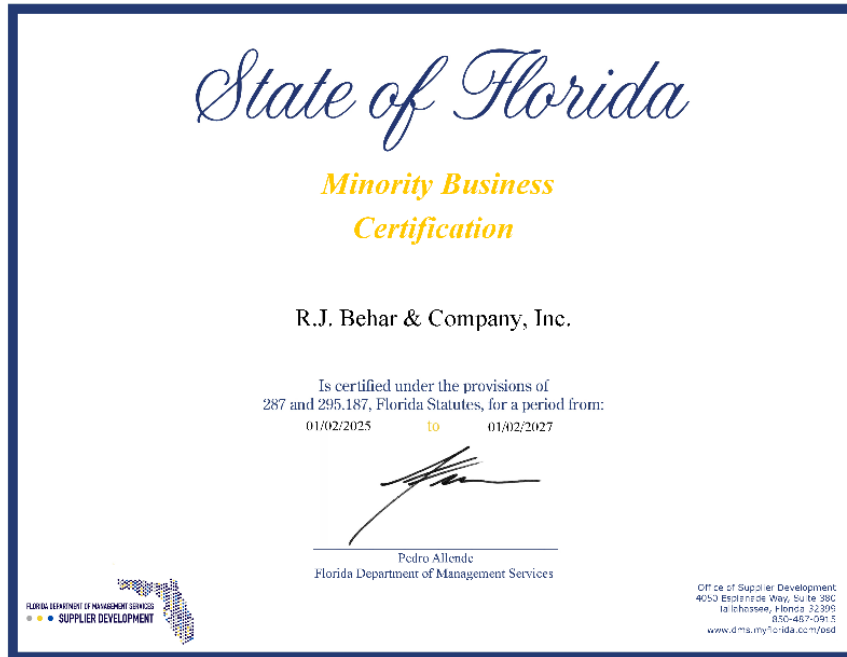 State of Florida
Minority Business
Certification
R.J. Behar & Company, Inc.
Is certified under the provisions of
287 and 295.187, Florida Statutes, for a period from:
01/02/2025 to 01/02/2027
Pedro Allende
Florida Department of Management Services
FLORIDA DEPARTMENT OF MANAGEMENT SERVICES
SUPPLIER DEVELOPMENT
Office of Supplier Development
4050 Esplanade Way, Suite 380
Tallahassee, Florida 32399
850-487-0915
www.dms.myflorida.com/osd